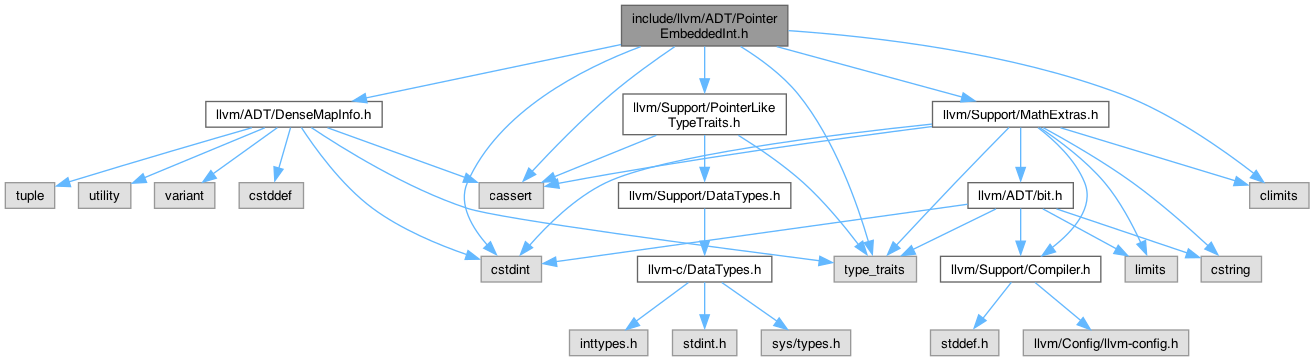 include/llvm/ADT/Pointer
EmbeddedInt.h
llvm/ADT/DenseMapInfo.h
llvm/Support/PointerLike
TypeTraits.h
llvm/Support/MathExtras.h
tuple
utility
variant
cstddef
cassert
llvm/Support/DataTypes.h
llvm/ADT/bit.h
climits
cstdint
llvm-c/DataTypes.h
type_traits
llvm/Support/Compiler.h
limits
cstring
inttypes.h
stdint.h
sys/types.h
stddef.h
llvm/Config/llvm-config.h